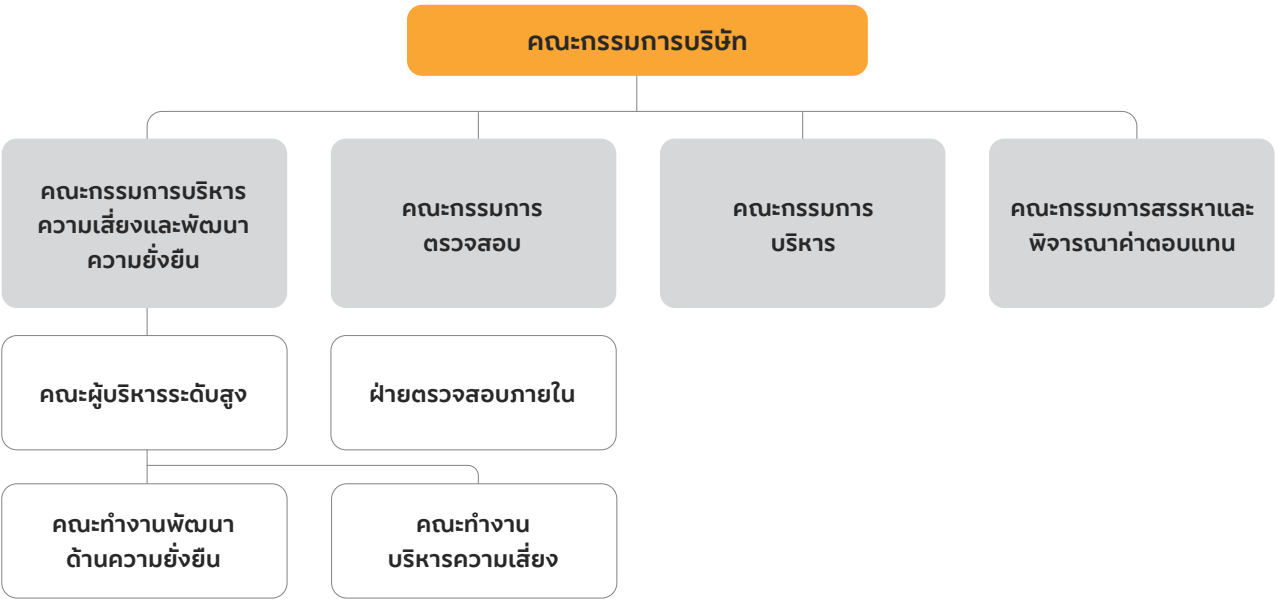 คณะกรรมการบริษัท
คณะกรรมการบริหาร
ความเสี่ยงและพัฒนา
ความยั่งยืน
คณะกรรมการ
ตรวจสอบ
คณะกรรมการ
บริหาร
คณะกรรมการสรรหาและ
พิจารณาค่าตอบแทน
คณะผู้บริหารระดับสูง
ฝ่ายตรวจสอบภายใน
คณะทำงานพัฒนา
ด้านความยั่งยืน
คณะทำงาน
บริหารความเสี่ยง